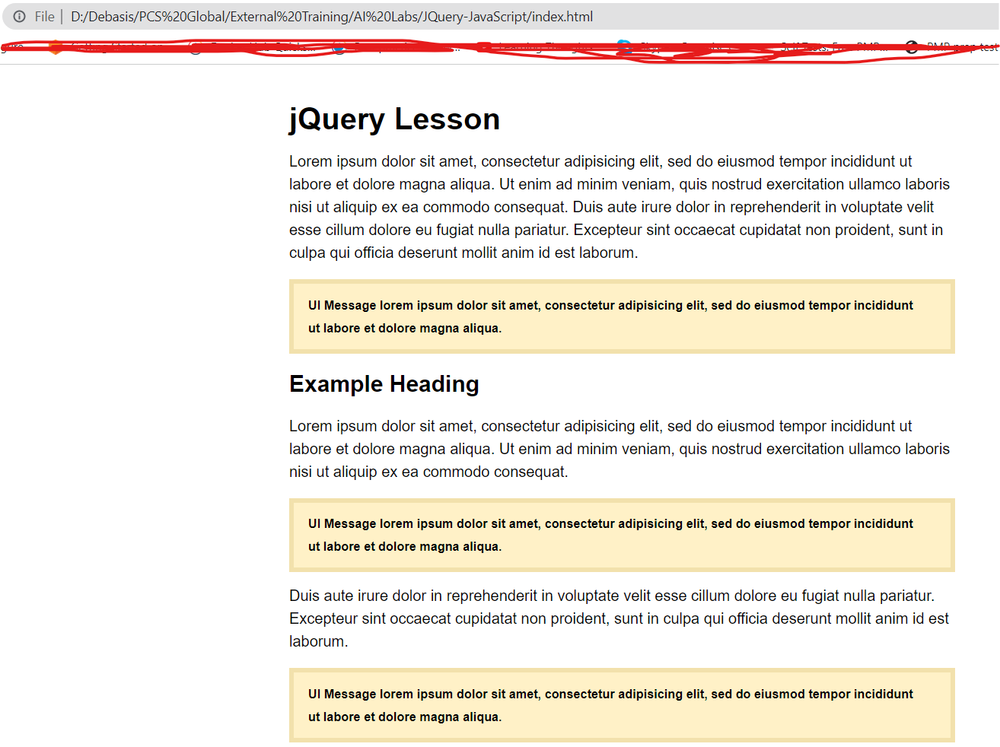 File | D:/Debasis/PCS%20Global/External%20Training/AI%20Labs/JQuery-JavaScript/index.html
PMP prep test
jQuery Lesson
Lorem ipsum dolor sit amet, consectetur adipisicing elit, sed do eiusmod tempor incididunt ut
labore et dolore magna aliqua. Ut enim ad minim veniam, quis nostrud exercitation ullamco laboris
nisi ut aliquip ex ea commodo consequat. Duis aute irure dolor in reprehenderit in voluptate velit
esse cillum dolore eu fugiat nulla pariatur. Excepteur sint occaecat cupidatat non proident, sunt in
culpa qui officia deserunt mollit anim id est laborum.
UI Message lorem ipsum dolor sit amet, consectetur adipisicing elit, sed do eiusmod tempor incididunt
ut labore et dolore magna aliqua.
Example Heading
Lorem ipsum dolor sit amet, consectetur adipisicing elit, sed do eiusmod tempor incididunt ut
labore et dolore magna aliqua. Ut enim ad minim veniam, quis nostrud exercitation ullamco laboris
nisi ut aliquip ex ea commodo consequat.
UI Message lorem ipsum dolor sit amet, consectetur adipisicing elit, sed do eiusmod tempor incididunt
ut labore et dolore magna aliqua.
Duis aute irure dolor in reprehenderit in voluptate velit esse cillum dolore eu fugiat nulla pariatur.
Excepteur sint occaecat cupidatat non proident, sunt in culpa qui officia deserunt mollit anim id est
laborum.
UI Message lorem ipsum dolor sit amet, consectetur adipisicing elit, sed do eiusmod tempor incididunt
ut labore et dolore magna aliqua.